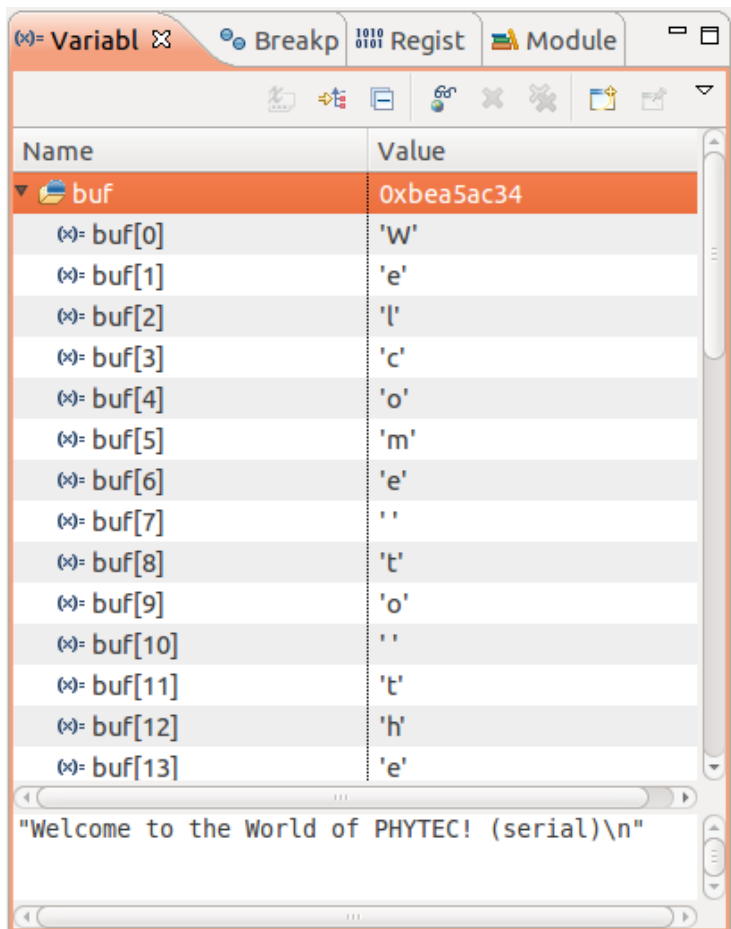 (x)= Variabl Breakp 1010 0101 Regist Module
Name Value
buf 0xbea5ac34
(x)= buf[0] 'W'
(x)= buf[1] 'e'
(x)= buf[2] 'l'
(x)= buf[3] 'c'
(x)= buf[4] 'o'
(x)= buf[5] 'm'
(x)= buf[6] 'e'
(x)= buf[7] ' '
(x)= buf[8] 't'
(x)= buf[9] 'o'
(x)= buf[10] ' '
(x)= buf[11] 't'
(x)= buf[12] 'h'
(x)= buf[13] 'e'
"Welcome to the World of PHYTEC! (serial)\n"